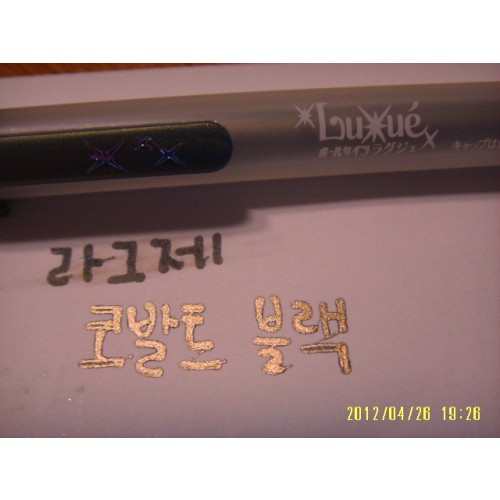 Luxué
ボールサイン ラグジェ キャップは
라그제
코발트 블랙
2012/04/26 19:26